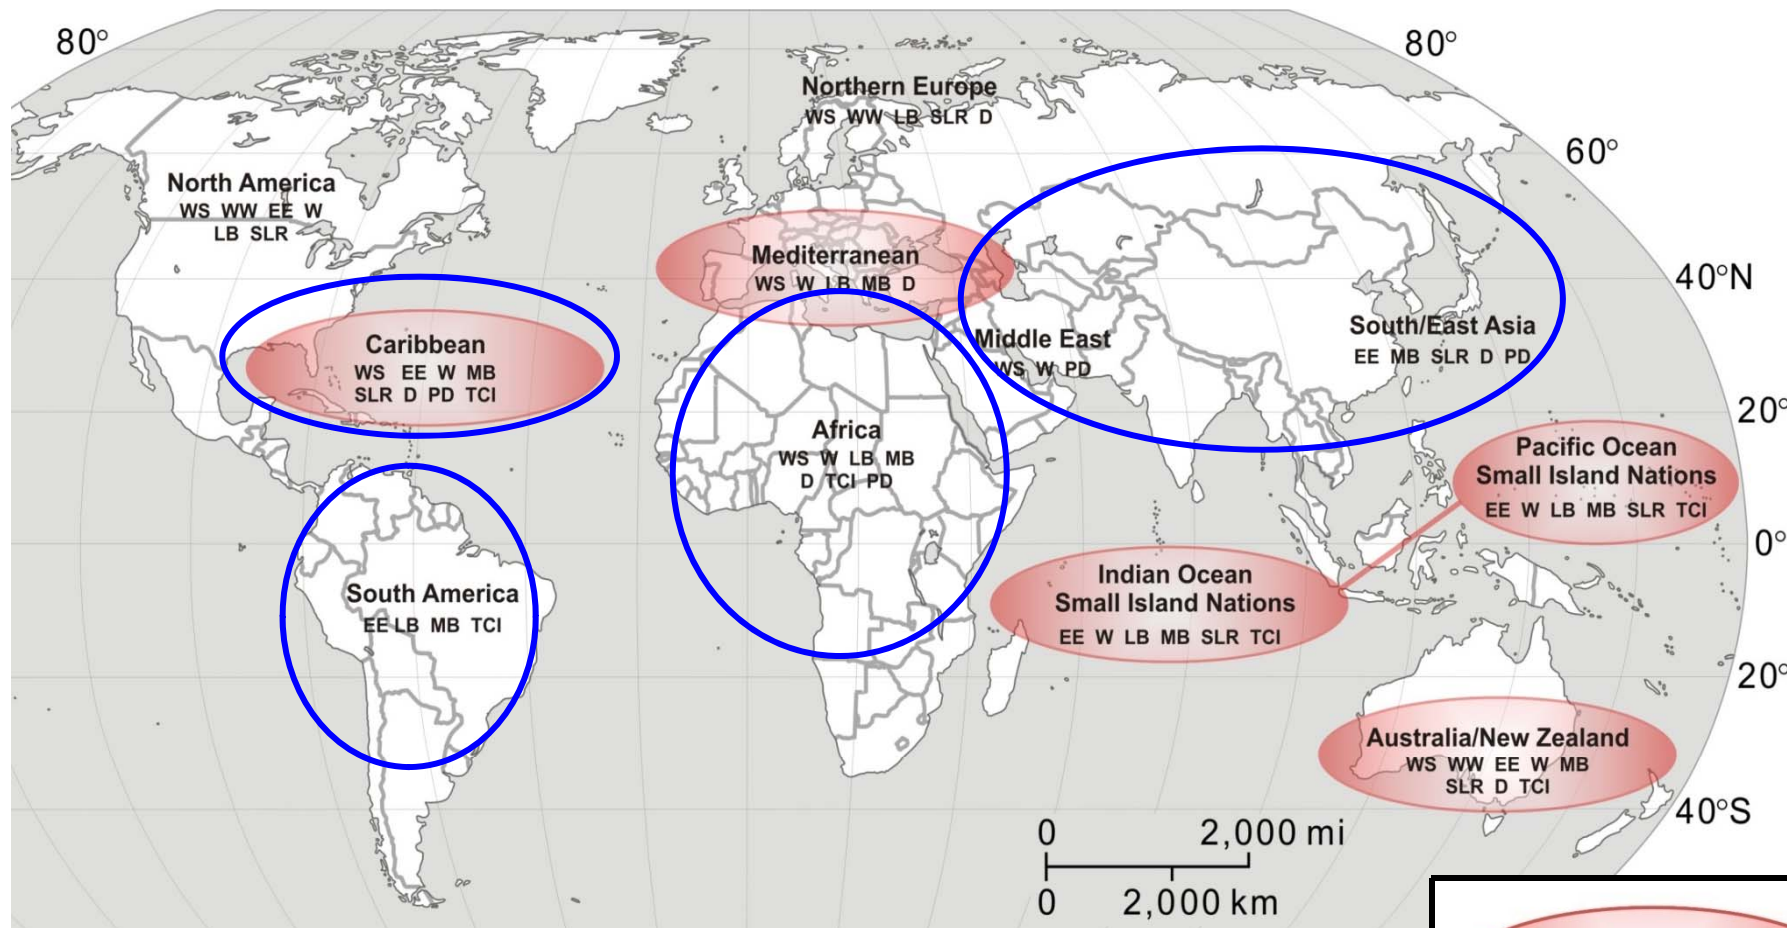 80°
80°
Northern Europe
WS WW LB SLR D
60°
North America
WS WW EE W
LB SLR
Mediterranean
WS W LB MB D
40°N
Caribbean
WS EE W MB
SLR D PD TCI
Middle East
WS W PD
South/East Asia
EE MB SLR D PD
20°
Africa
WS W LB MB
D TCI PD
Pacific Ocean
Small Island Nations
EE W LB MB SLR TCI
0°
South America
EE LB MB TCI
Indian Ocean
Small Island Nations
EE W LB MB SLR TCI
20°
Australia/New Zealand
WS WW EE W MB
SLR D TCI
40°S
0 2,000 mi
0 2,000 km